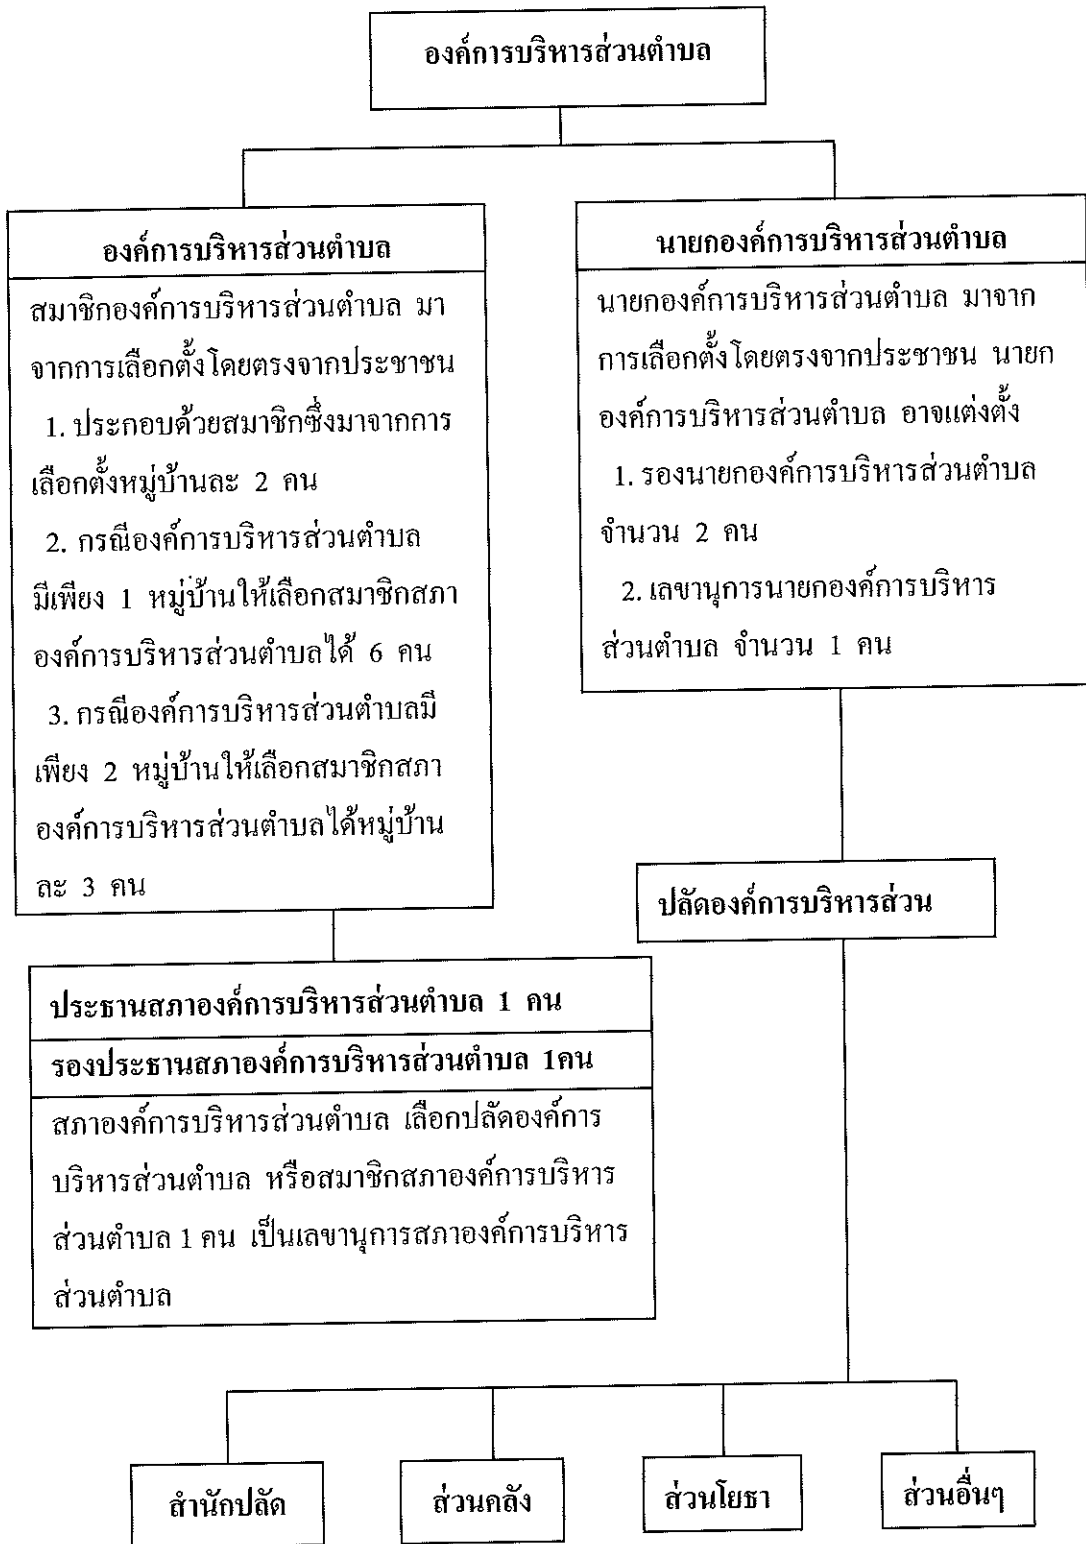 องค์การบริหารส่วนตำบล
องค์การบริหารส่วนตำบล
สมาชิกองค์การบริหารส่วนตำบล มา
จากการเลือกตั้งโดยตรงจากประชาชน
1. ประกอบด้วยสมาชิกซึ่งมาจากการ
เลือกตั้งหมู่บ้านละ 2 คน
2. กรณีองค์การบริหารส่วนตำบล
มีเพียง 1 หมู่บ้านให้เลือกสมาชิกสภา
องค์การบริหารส่วนตำบลได้ 6 คน
3. กรณีองค์การบริหารส่วนตำบลมี
เพียง 2 หมู่บ้านให้เลือกสมาชิกสภา
องค์การบริหารส่วนตำบลได้หมู่บ้าน
ละ 3 คน
นายกองค์การบริหารส่วนตำบล
นายกองค์การบริหารส่วนตำบล มาจาก
การเลือกตั้งโดยตรงจากประชาชน นายก
องค์การบริหารส่วนตำบล อาจแต่งตั้ง
1. รองนายกองค์การบริหารส่วนตำบล
จำนวน 2 คน
2. เลขานุการนายกองค์การบริหาร
ส่วนตำบล จำนวน 1 คน
ปลัดองค์การบริหารส่วน
ประธานสภาองค์การบริหารส่วนตำบล 1 คน
รองประธานสภาองค์การบริหารส่วนตำบล 1คน
สภาองค์การบริหารส่วนตำบล เลือกปลัดองค์การ
บริหารส่วนตำบล หรือสมาชิกสภาองค์การบริหาร
ส่วนตำบล 1 คน เป็นเลขานุการสภาองค์การบริหาร
ส่วนตำบล
สำนักปลัด
ส่วนคลัง
ส่วนโยธา
ส่วนอื่นๆ